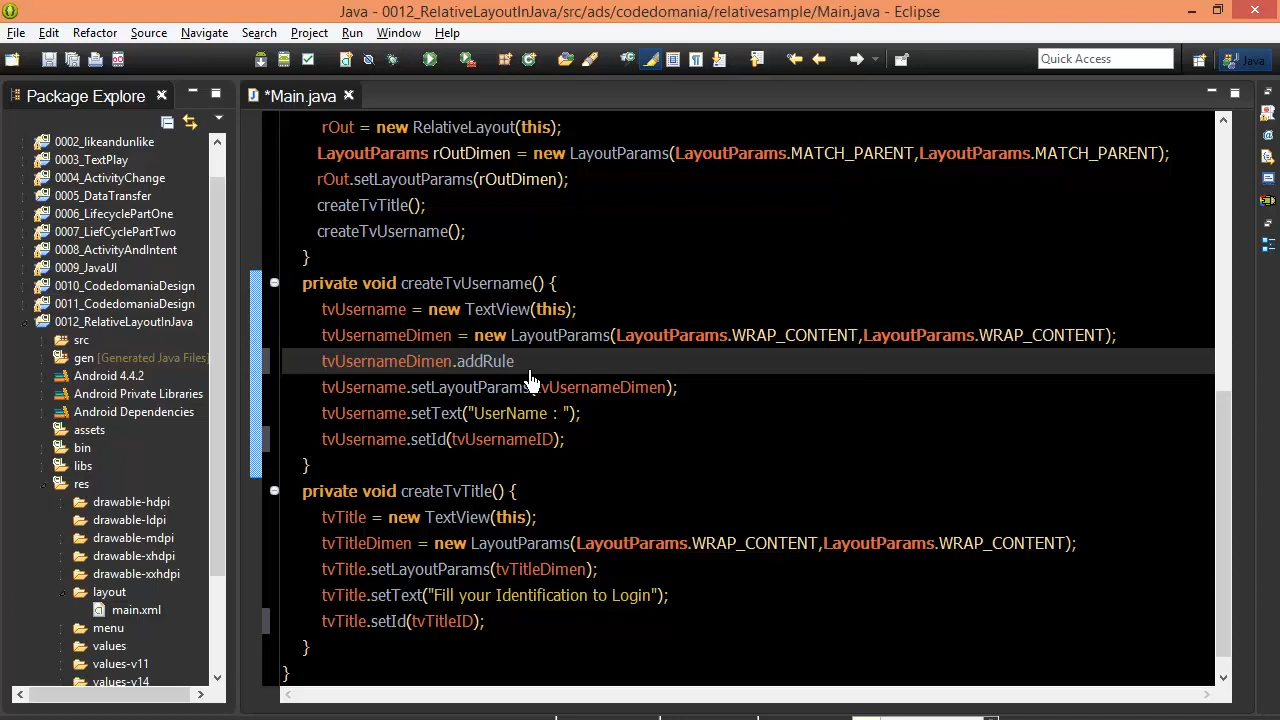 Java - 0012_RelativeLayoutInJava/src/ads/codedomania/relativesample/Main.java - Eclipse
File Edit Refactor Source Navigate Search Project Run Window Help
Quick Access
Java
Package Explore
*Main.java
0002_likeandunlike
0003_TextPlay
0004_ActivityChange
0005_DataTransfer
0006_LifecyclePartOne
0007_LiefCyclePartTwo
0008_ActivityAndIntent
0009_JavaUI
0010_CodedomaniaDesign
0011_CodedomaniaDesign
0012_RelativeLayoutInJava
src
gen [Generated Java Files]
Android 4.4.2
Android Private Libraries
Android Dependencies
assets
bin
libs
res
drawable-hdpi
drawable-ldpi
drawable-mdpi
drawable-xhdpi
drawable-xxhdpi
layout
main.xml
menu
values
values-v11
values-v14
rOut = new RelativeLayout(this);
LayoutParams rOutDimen = new LayoutParams(LayoutParams.MATCH_PARENT,LayoutParams.MATCH_PARENT);
rOut.setLayoutParams(rOutDimen);
createTvTitle();
createTvUsername();
}
private void createTvUsername() {
tvUsername = new TextView(this);
tvUsernameDimen = new LayoutParams(LayoutParams.WRAP_CONTENT,LayoutParams.WRAP_CONTENT);
tvUsernameDimen.addRule
tvUsername.setLayoutParams(tvUsernameDimen);
tvUsername.setText("UserName : ");
tvUsername.setId(tvUsernameID);
}
private void createTvTitle() {
tvTitle = new TextView(this);
tvTitleDimen = new LayoutParams(LayoutParams.WRAP_CONTENT,LayoutParams.WRAP_CONTENT);
tvTitle.setLayoutParams(tvTitleDimen);
tvTitle.setText("Fill your Identification to Login");
tvTitle.setId(tvTitleID);
}
}